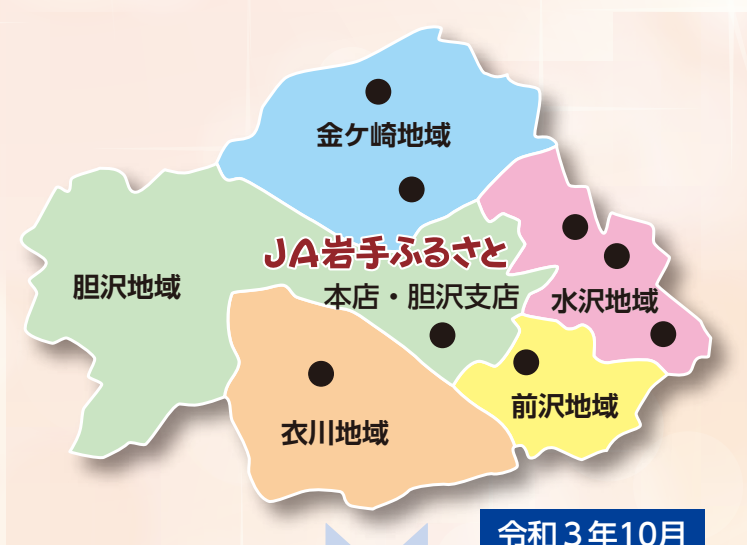 金ケ崎地域
JA岩手ふるさと
胆沢地域
本店・胆沢支店
水沢地域
前沢地域
衣川地域
令和3年10月